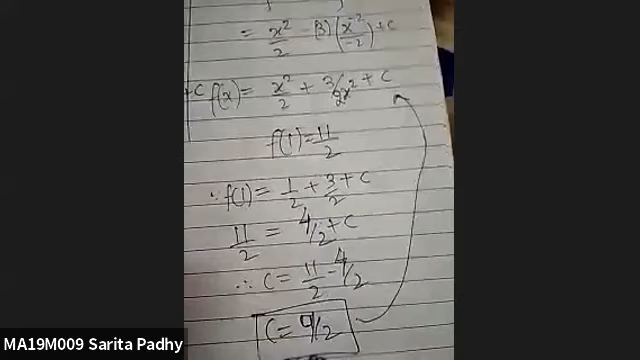 = x²/2 - (3) (x⁻²/-2) + C
+C f(x) = x²/2 + 3/2x² + C
f(1) = 11/2
∵ f(1) = 1/2 + 3/2 + C
11/2 = 4/2 + C
∴ C = 11/2 - 4/2
C = 9/2
MA19M009 Sarita Padhy